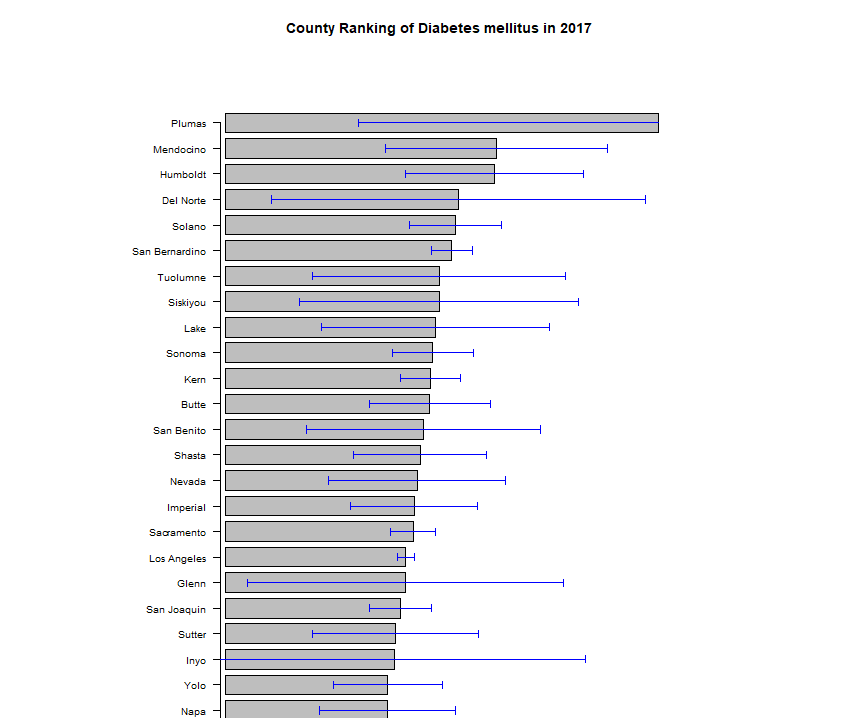 County Ranking of Diabetes mellitus in 2017
Plumas
Mendocino
Humboldt
Del Norte
Solano
San Bernardino
Tuolumne
Siskiyou
Lake
Sonoma
Kern
Butte
San Benito
Shasta
Nevada
Imperial
Sacramento
Los Angeles
Glenn
San Joaquin
Sutter
Inyo
Yolo
Napa